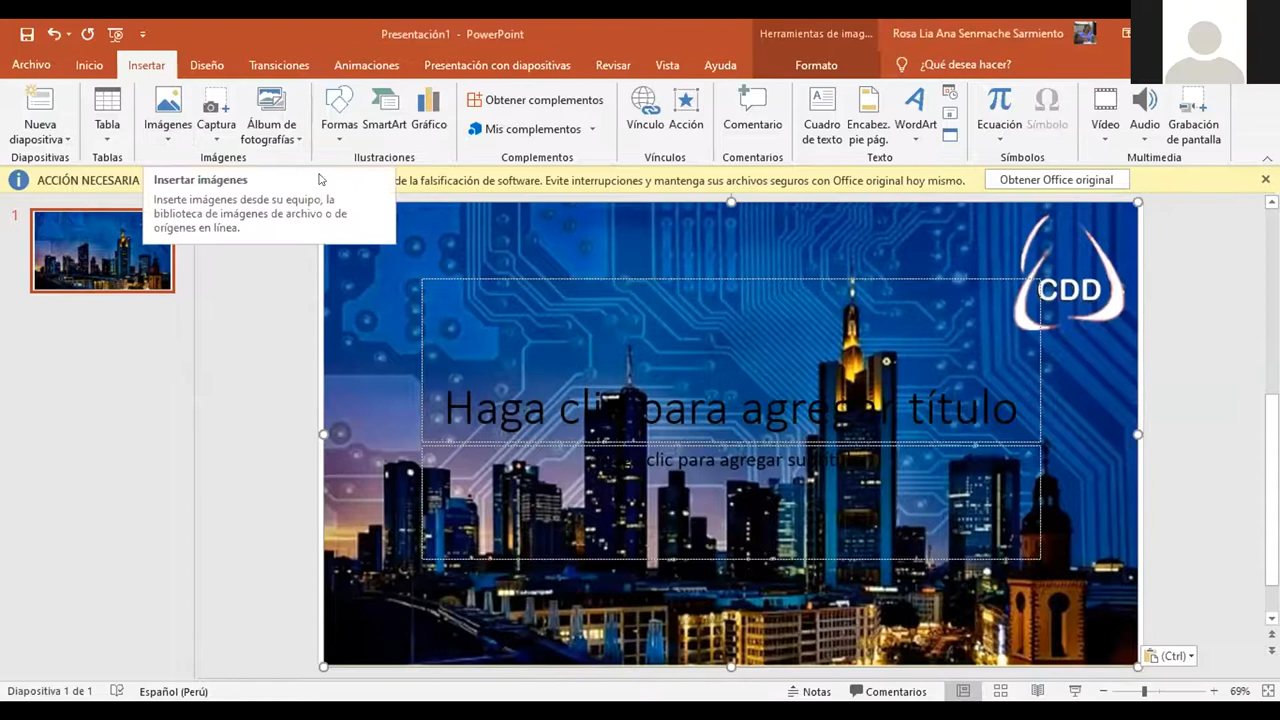 Presentación1 - PowerPoint
Herramientas de imag...
Rosa Lia Ana Senmache Sarmiento
Archivo Inicio Insertar Diseño Transiciones Animaciones Presentación con diapositivas Revisar Vista Ayuda Formato ¿Qué desea hacer?
Nueva diapositiva
Tabla
Imágenes
Captura
Álbum de fotografías
Formas
SmartArt
Gráfico
Obtener complementos
Mis complementos
Vínculo
Acción
Comentario
Cuadro de texto
Encabez. pie pág.
WordArt
Ecuación
Símbolo
Vídeo
Audio
Grabación de pantalla
Diapositivas Tablas Imágenes Ilustraciones Complementos Vínculos Comentarios Texto Símbolos Multimedia
ACCIÓN NECESARIA
de la falsificación de software. Evite interrupciones y mantenga sus archivos seguros con Office original hoy mismo.
Obtener Office original
Insertar imágenes
Inserte imágenes desde su equipo, la
biblioteca de imágenes de archivo o de
orígenes en línea.
1
CDD
Haga clic para agregar título
clic para agregar subtítulo
(Ctrl)
Diapositiva 1 de 1
Español (Perú)
Notas
Comentarios
69%